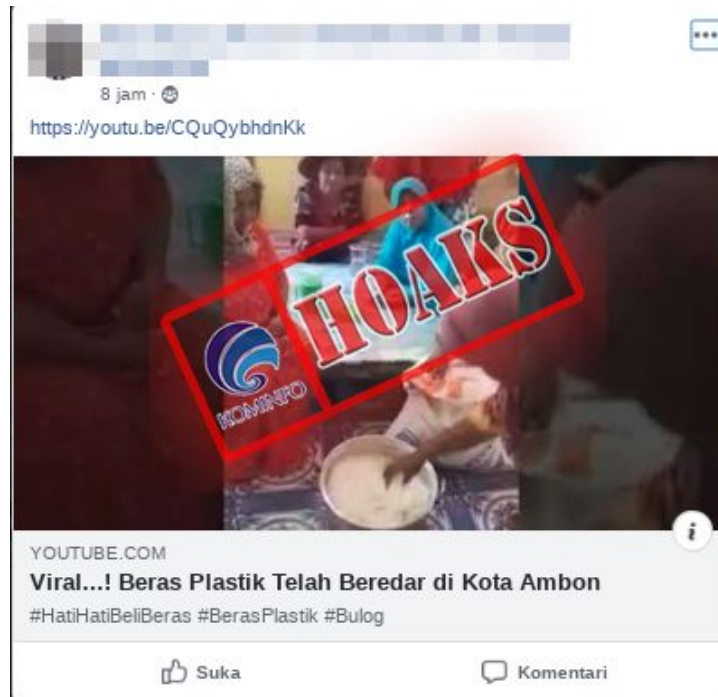 8 jam ·
https://youtu.be/CQuQybhdnKk
HOAKS
KOMINFO
YOUTUBE.COM
Viral...! Beras Plastik Telah Beredar di Kota Ambon
#HatiHatiBeliBeras #BerasPlastik #Bulog
Suka
Komentari